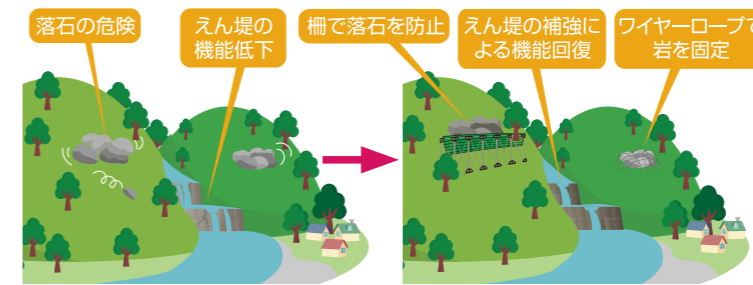 落石の危険
えん堤の
機能低下
柵で落石を防止
えん堤の補強に
よる機能回復
ワイヤーロープで
岩を固定